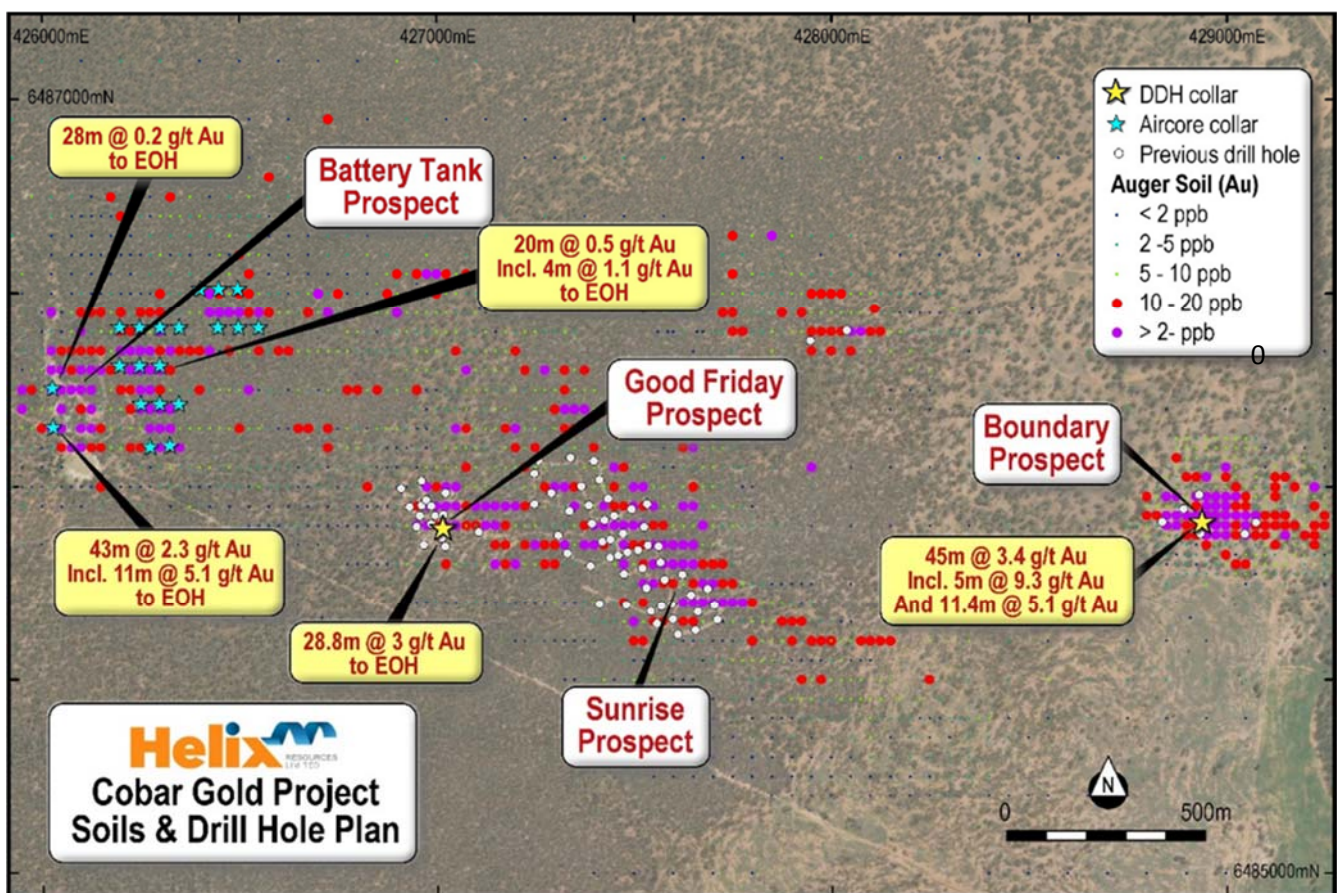 426000mE
427000mE
428000mE
429000mE
6487000mN
28m @ 0.2 g/t Au
to EOH
Battery Tank
Prospect
20m @ 0.5 g/t Au
Incl. 4m @ 1.1 g/t Au
to EOH
DDH collar
Aircore collar
Previous drill hole
Auger Soil (Au)
< 2 ppb
2 -5 ppb
5 - 10 ppb
10 - 20 ppb
> 2- ppb
0
Good Friday
Prospect
Boundary
Prospect
43m @ 2.3 g/t Au
Incl. 11m @ 5.1 g/t Au
to EOH
45m @ 3.4 g/t Au
Incl. 5m @ 9.3 g/t Au
And 11.4m @ 5.1 g/t Au
28.8m @ 3 g/t Au
to EOH
Sunrise
Prospect
Helix
RESOURCES
LIMITED
Cobar Gold Project
Soils & Drill Hole Plan
N
0 500m
6485000mN